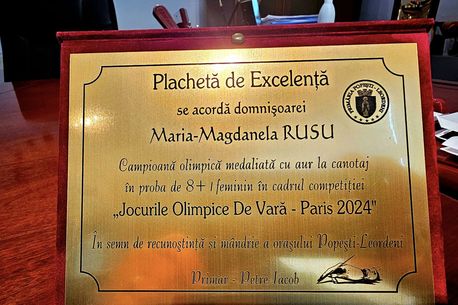 Plachetă de Excelență
se acordă domnișoarei
Maria-Magdanela RUSU
Campioană olimpică medaliată cu aur la canotaj
în proba de 8+1 feminin în cadrul competiției
„Jocurile Olimpice De Vară - Paris 2024"
În semn de recunoștință si mândrie a orașului Popești-Leordeni
Primar - Petre Iacob